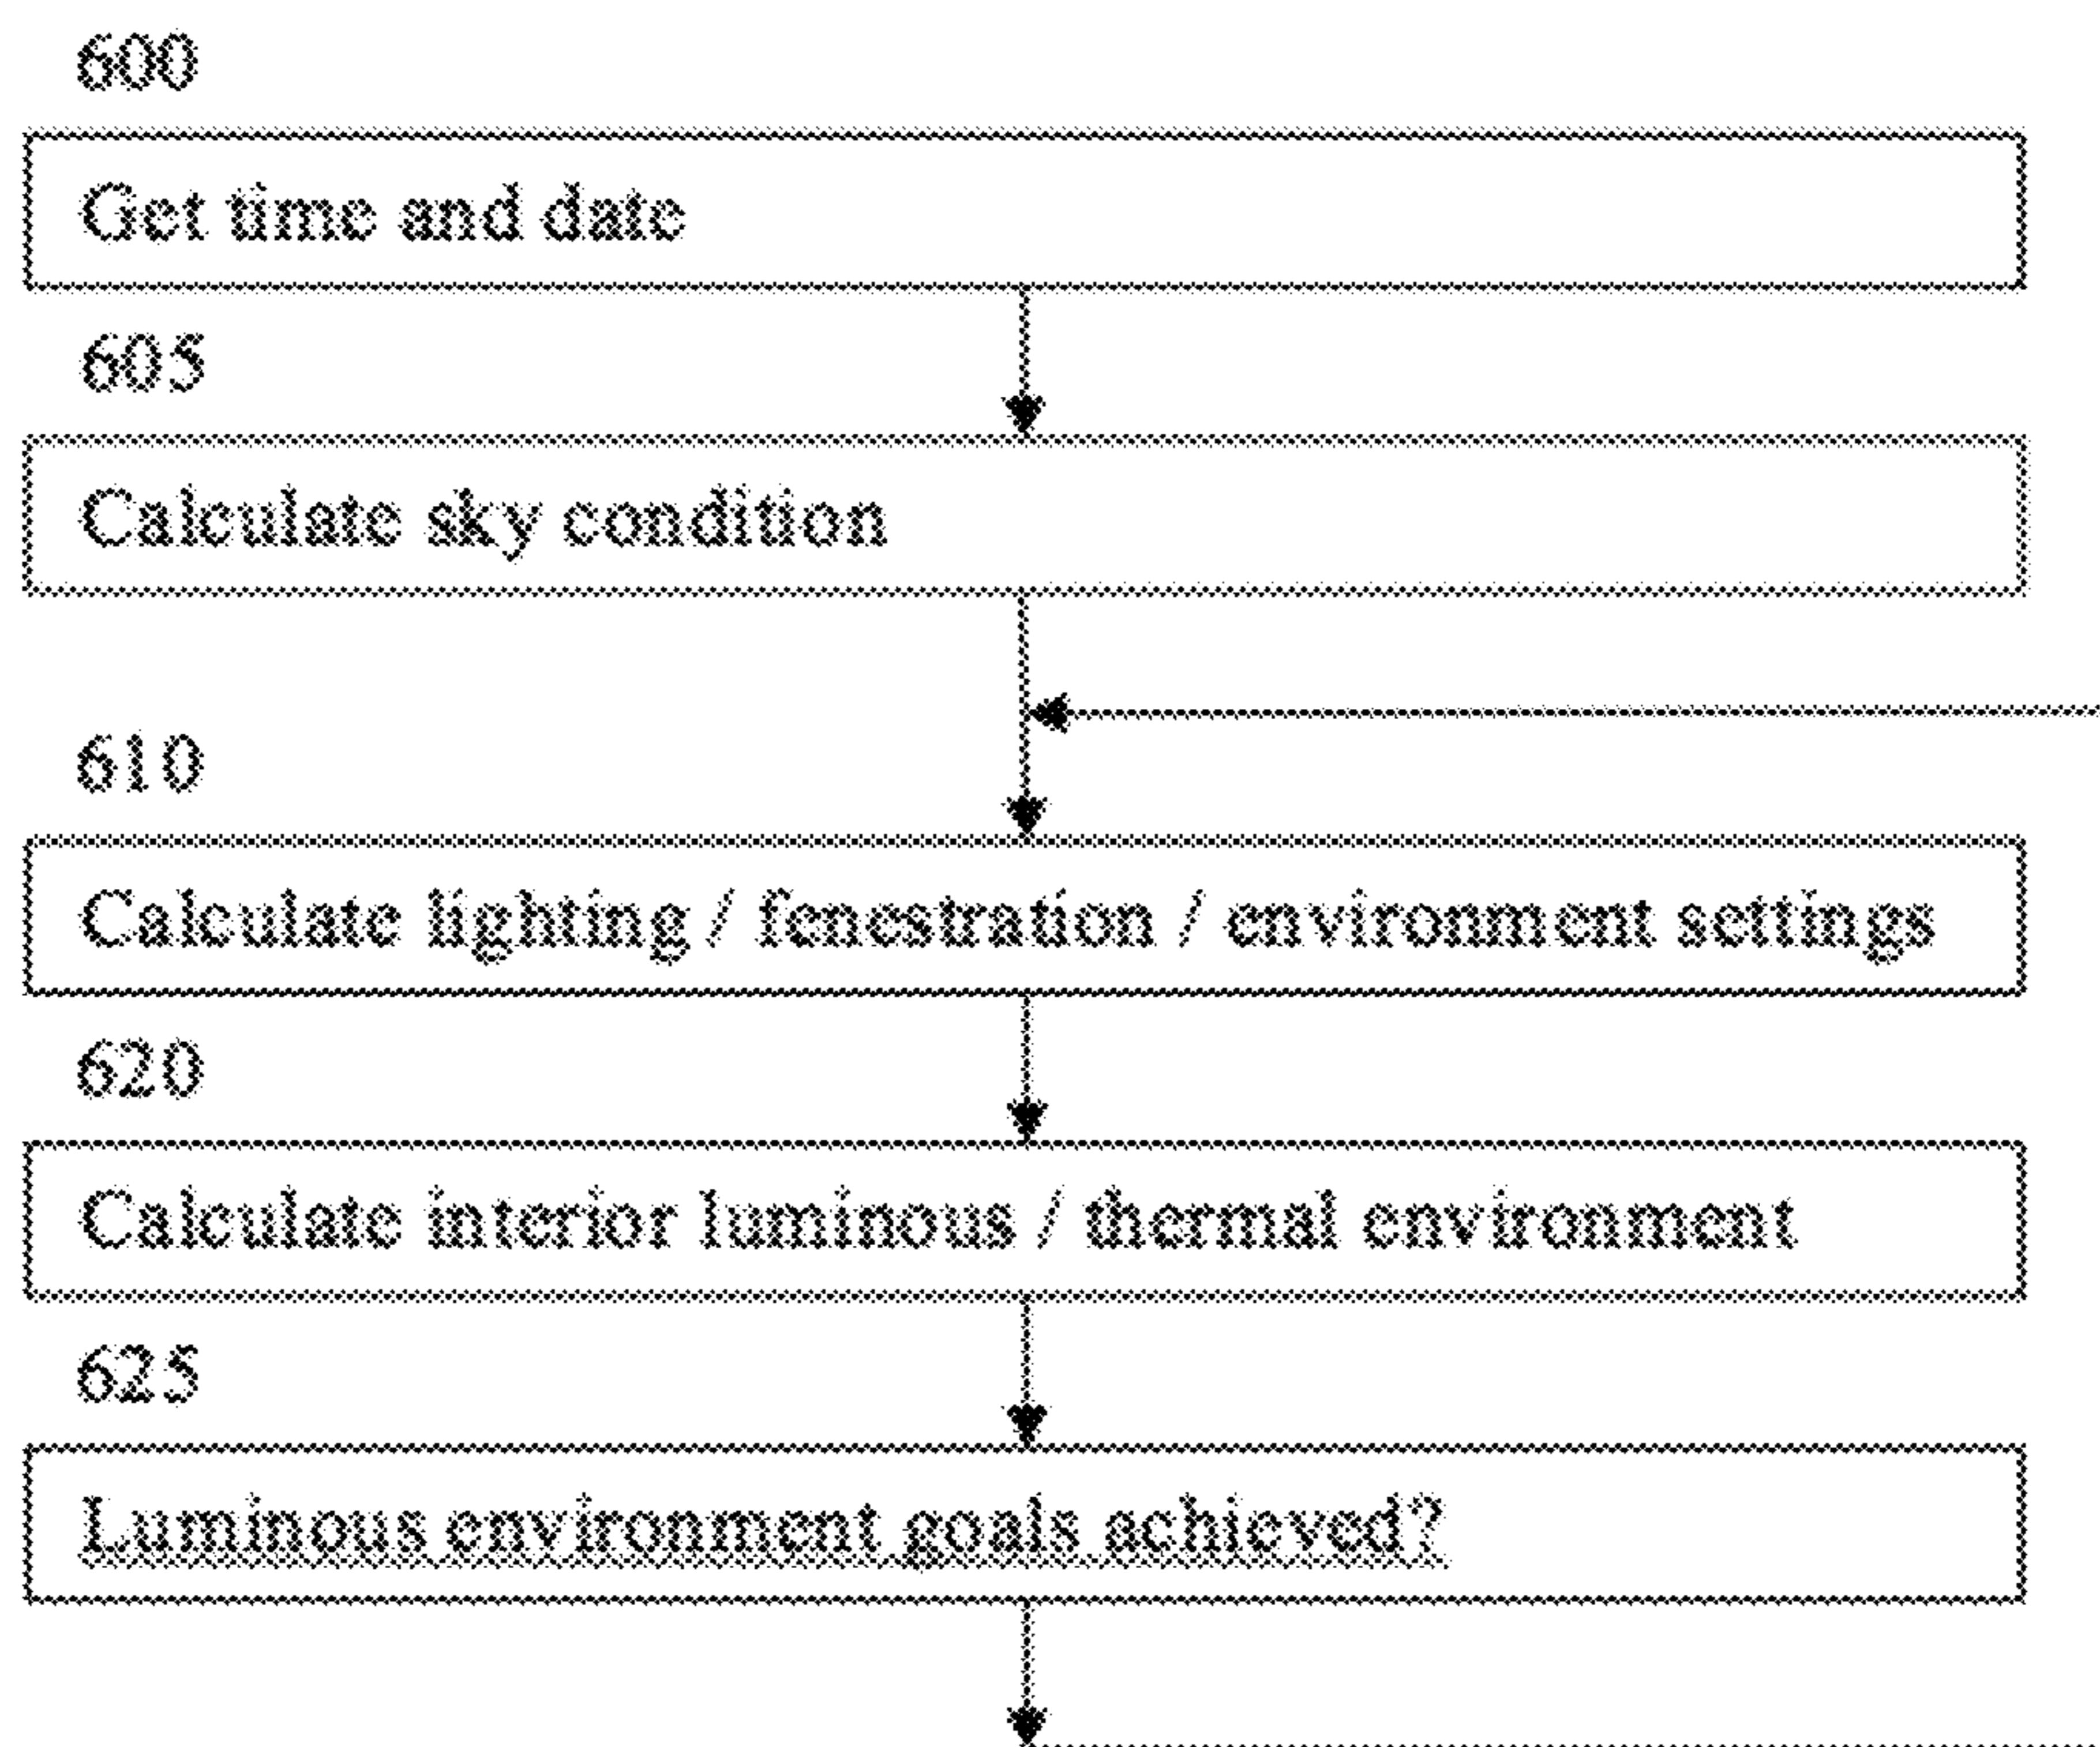 600
Get time and date
605
Calculate sky condition
610
Calculate lighting / fenestration / environment settings
620
Calculate interior luminous / thermal environment
625
Luminous environment goals achieved?